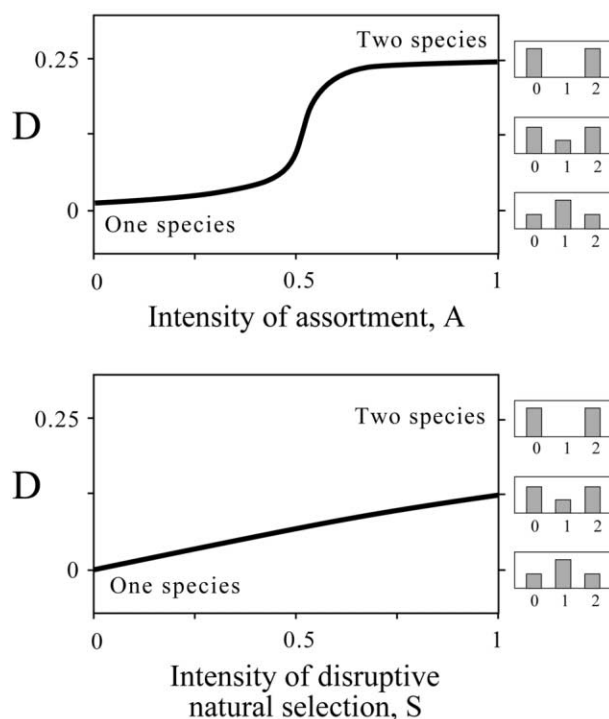 Two species
0.25
0 1 2
D
0 1 2
0
One species
0 1 2
0 0.5 1
Intensity of assortment, A
Two species
0.25
0 1 2
D
0 1 2
0
One species
0 1 2
0 0.5 1
Intensity of disruptive
natural selection, S